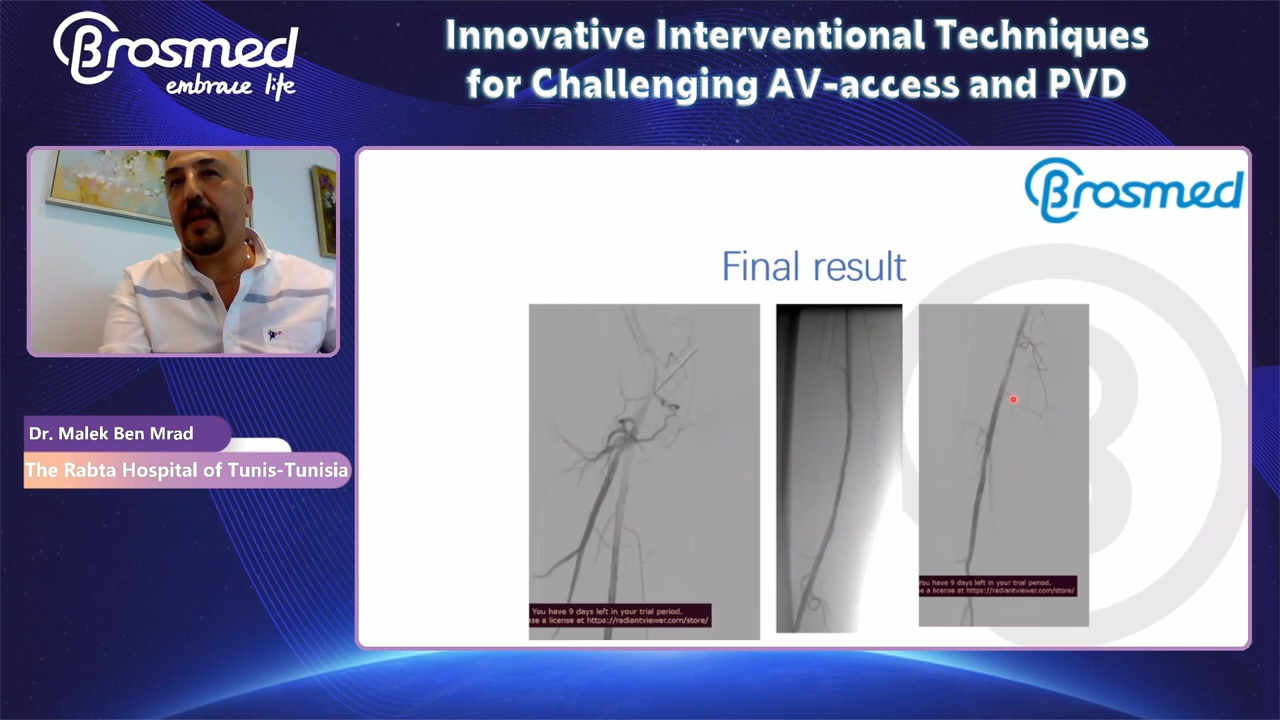 Brosmed
embrace life
Innovative Interventional Techniques
for Challenging AV-access and PVD
Brosmed
Final result
Dr. Malek Ben Mrad
The Rabta Hospital of Tunis-Tunisia
You have 9 days left in your trial period.
se a license at https://radiantviewer.com/store/
You have 9 days left in your trial period.
e a license at https://radiantviewer.com/store/